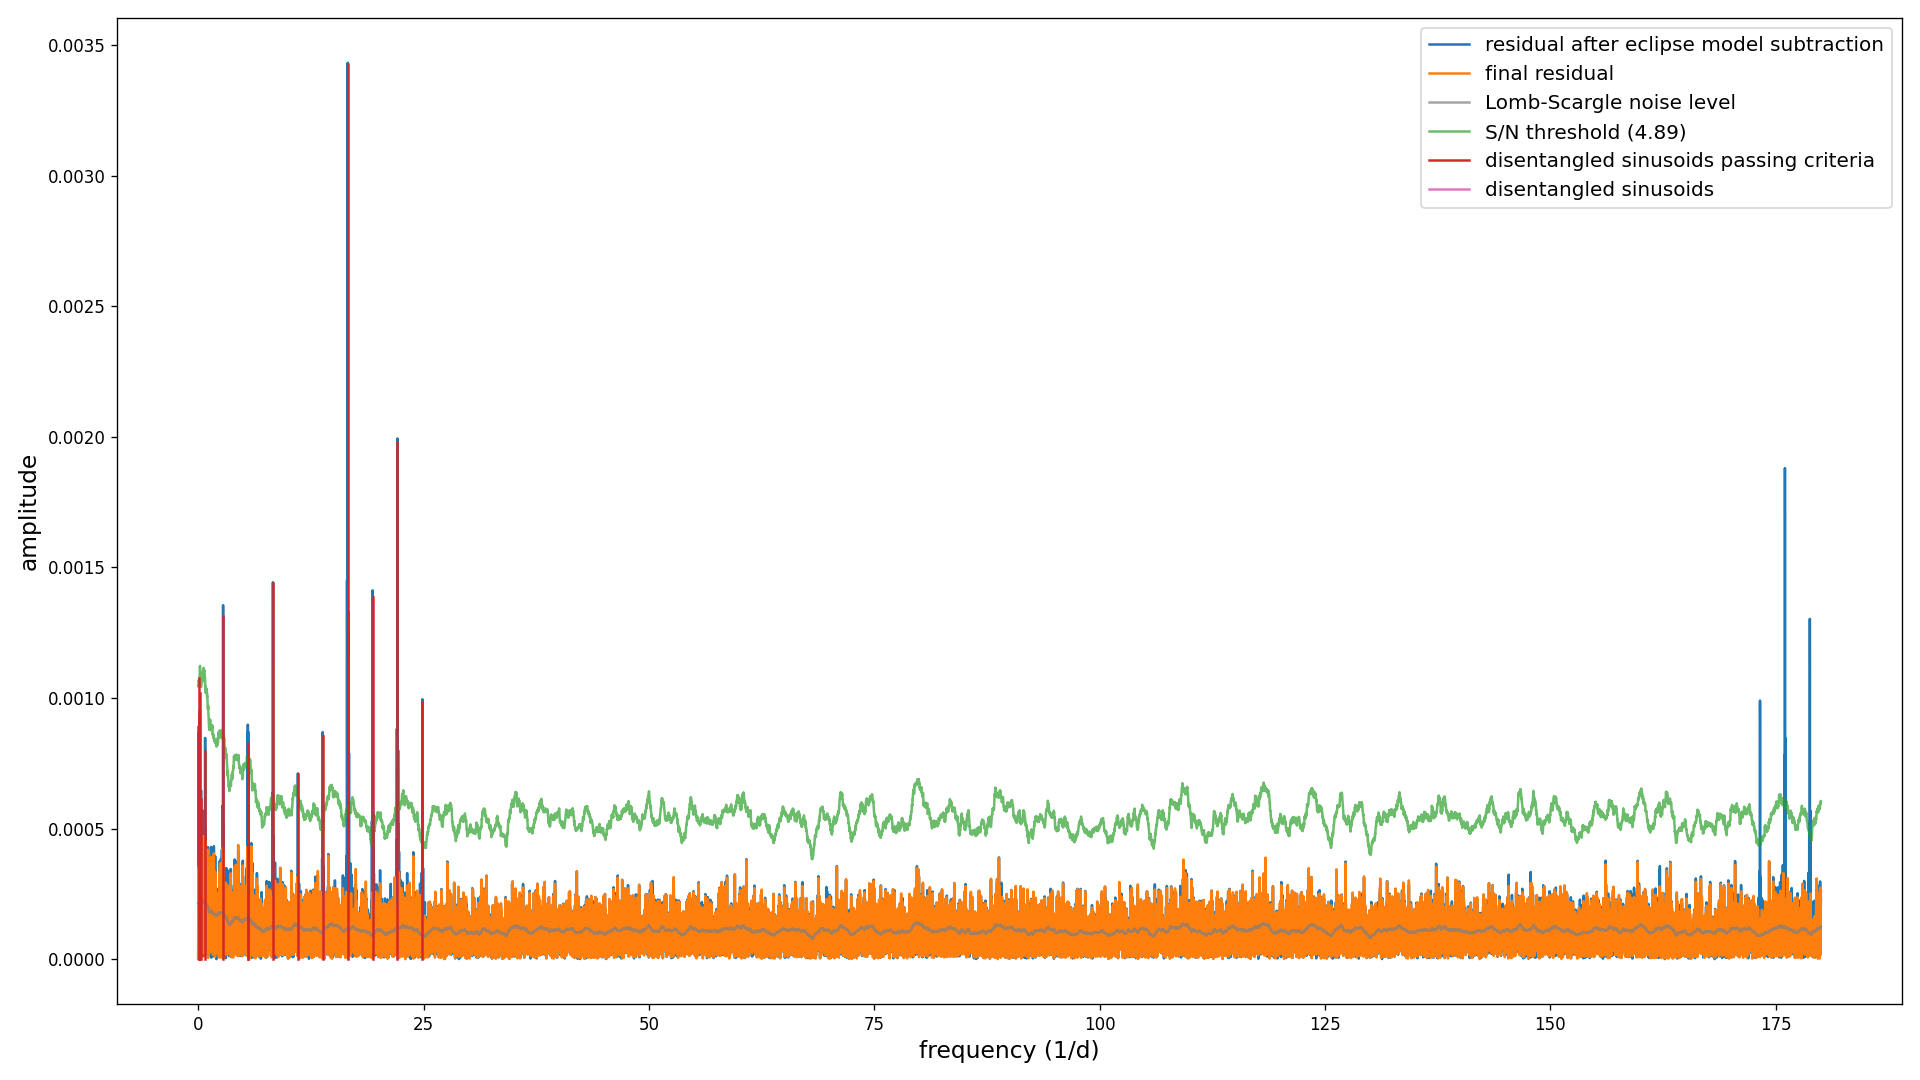 residual after eclipse model subtraction
final residual
Lomb-Scargle noise level
S/N threshold (4.89)
disentangled sinusoids passing criteria
disentangled sinusoids
0.0035
0.0030
0.0025
0.0020
0.0015
0.0010
0.0005
0.0000
amplitude
0 25 50 75 100 125 150 175
frequency (1/d)